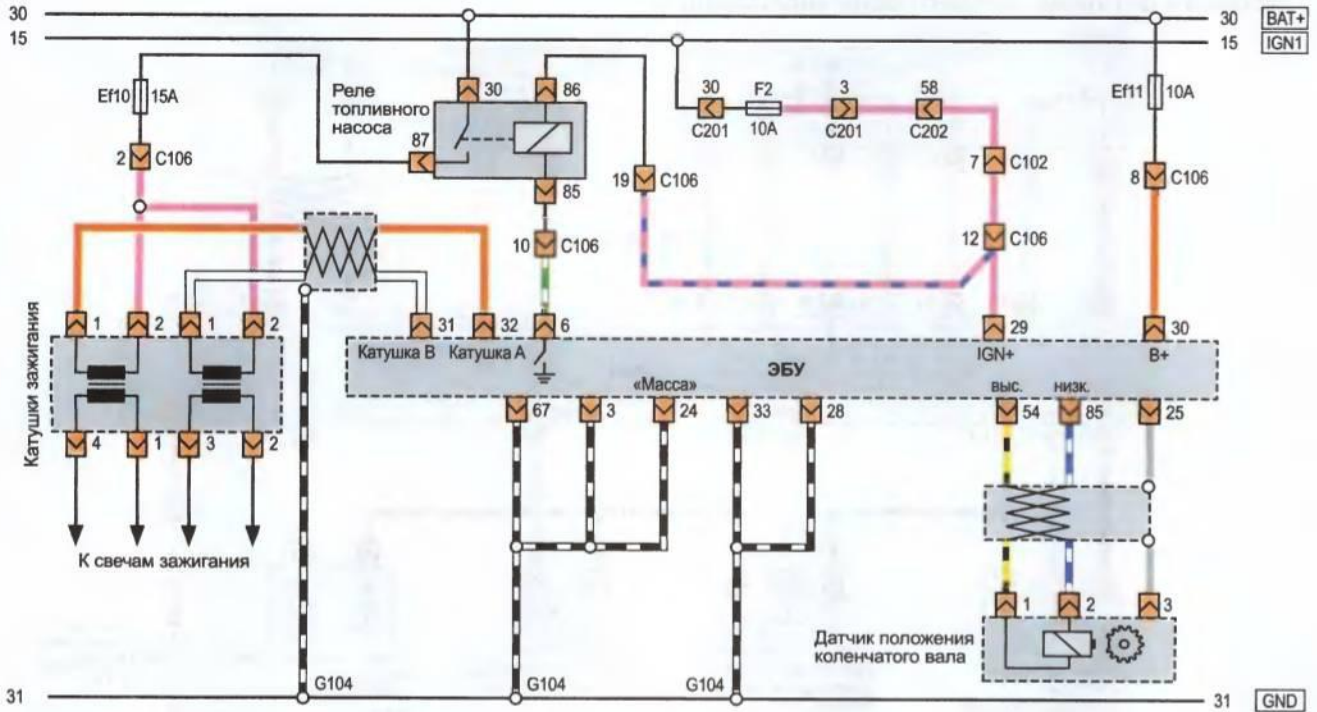 30
30 BAT+
15
15 IGN1
Ef10 15A
Реле
топливного
насоса
30 86
30
C201
F2
10A
3
C201
58
C202
Ef11 10A
87
2 C106
85
19 C106
7 C102
8 C106
10 C106
12 C106
1 2 1 2
31 32 6
29 30
Катушка В Катушка А
IGN+ B+
ЭБУ
«Масса»
выс. низк.
Катушки зажигания
67 3 24 33 28
54 85 25
4 1 3 2
К свечам зажигания
1 2 3
Датчик положения
коленчатого вала
G104 G104 G104
31
31 GND